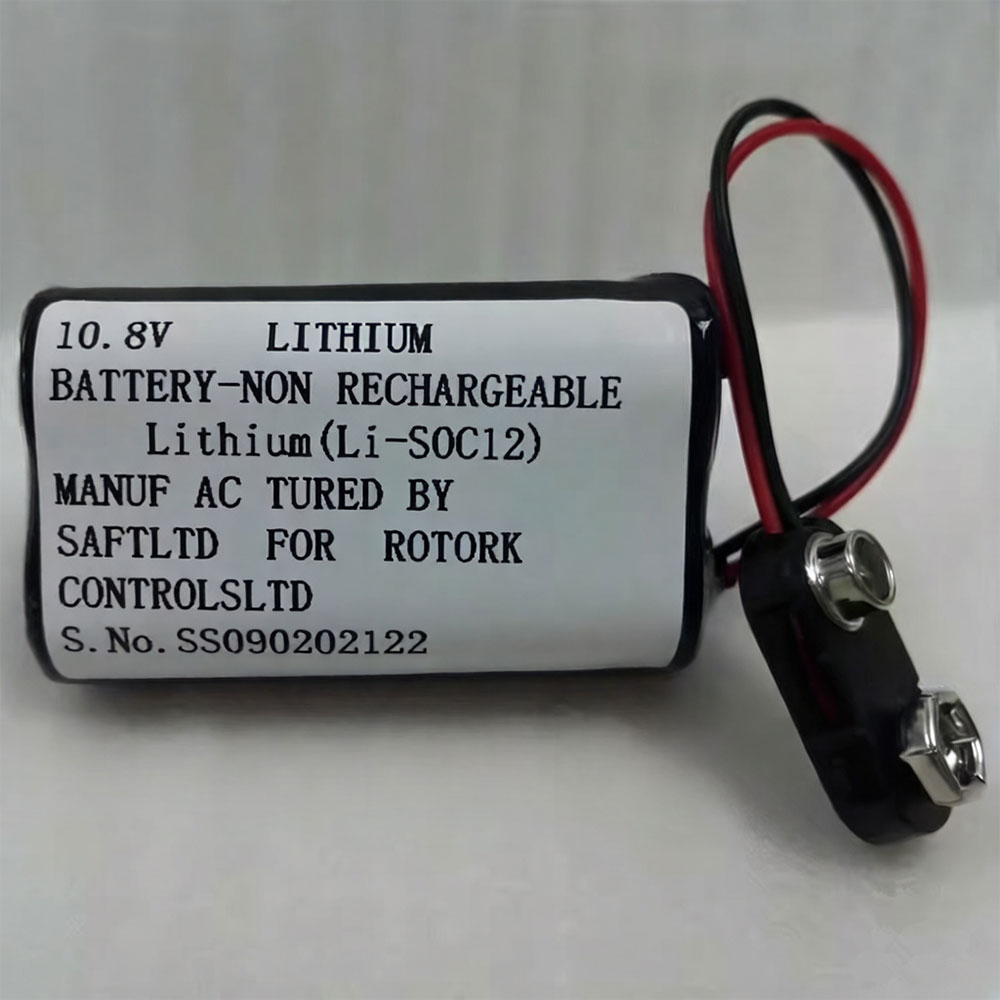 10.8V LITHIUM
BATTERY-NON RECHARGEABLE
Lithium(Li-SOC12)
MANUF AC TURED BY
SAFTLTD FOR ROTORK
CONTROLSLTD
S.No.SS090202122